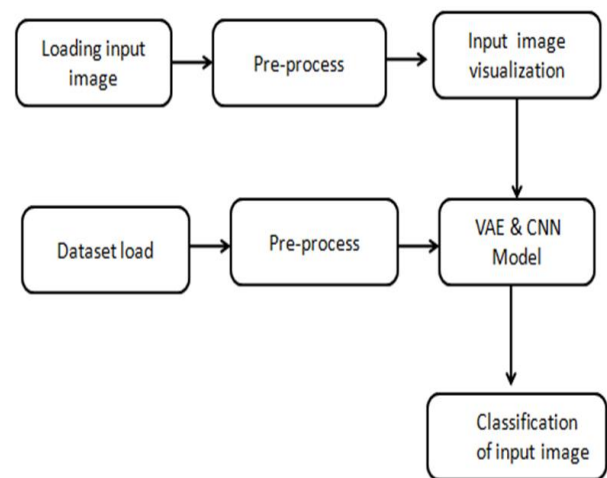 Loading input
image
Pre-process
Input image
visualization
Dataset load
Pre-process
VAE & CNN
Model
Classification
of input image